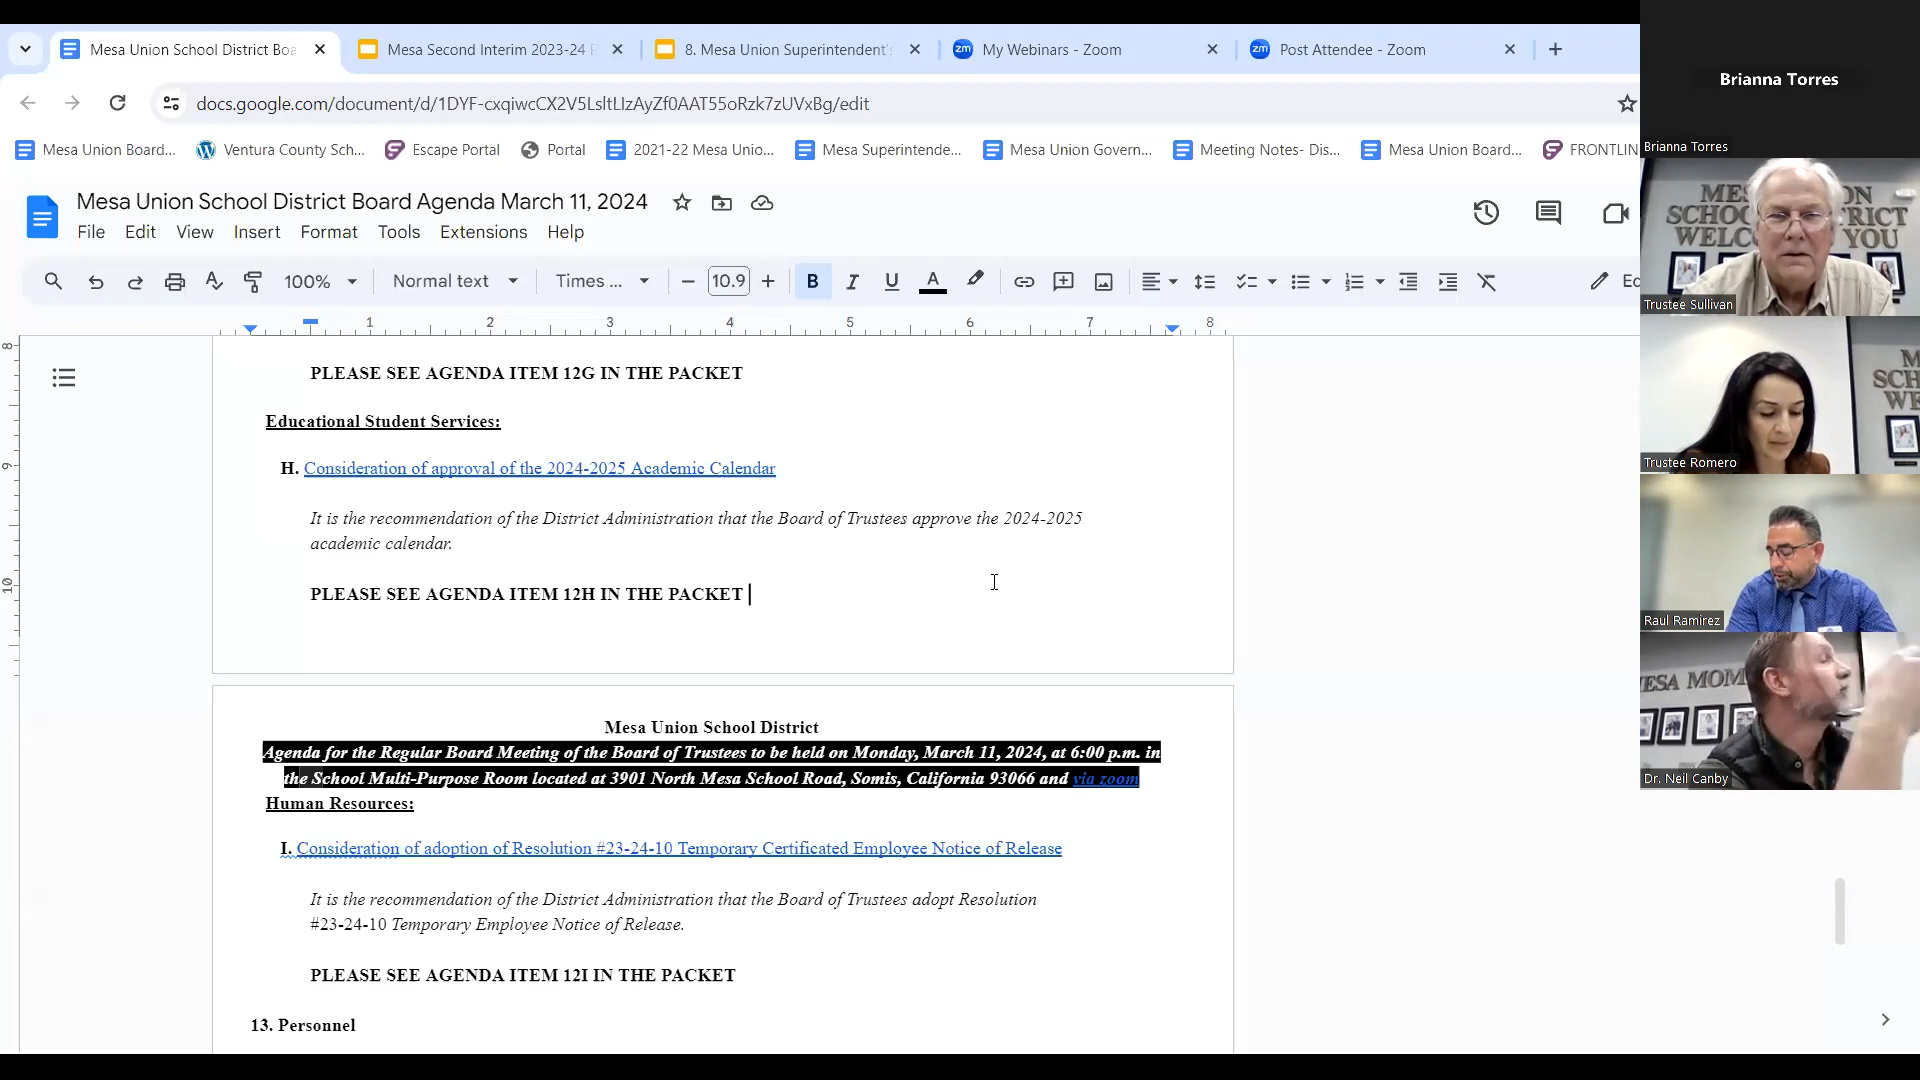 Mesa Union School District Boa
Mesa Second Interim 2023-24 P
8. Mesa Union Superintendent's
My Webinars - Zoom
Post Attendee - Zoom
docs.google.com/document/d/1DYF-cxqiwcCX2V5LsltLIzAyZf0AAT55oRzk7zUVxBg/edit
Mesa Union Board...
Ventura County Sch...
Escape Portal
Portal
2021-22 Mesa Unio...
Mesa Superintende...
Mesa Union Govern...
Meeting Notes- Dis...
Mesa Union Board...
FRONTLIN
Mesa Union School District Board Agenda March 11, 2024
File Edit View Insert Format Tools Extensions Help
100% Normal text Times ... 10.9 B I U A Ed
1 2 3 4 5 6 7 8
8
9
10
PLEASE SEE AGENDA ITEM 12G IN THE PACKET
Educational Student Services:
H. Consideration of approval of the 2024-2025 Academic Calendar
It is the recommendation of the District Administration that the Board of Trustees approve the 2024-2025
academic calendar.
PLEASE SEE AGENDA ITEM 12H IN THE PACKET
Mesa Union School District
Agenda for the Regular Board Meeting of the Board of Trustees to be held on Monday, March 11, 2024, at 6:00 p.m. in
the School Multi-Purpose Room located at 3901 North Mesa School Road, Somis, California 93066 and via zoom
Human Resources:
I. Consideration of adoption of Resolution #23-24-10 Temporary Certificated Employee Notice of Release
It is the recommendation of the District Administration that the Board of Trustees adopt Resolution
#23-24-10 Temporary Employee Notice of Release.
PLEASE SEE AGENDA ITEM 12I IN THE PACKET
13. Personnel
Brianna Torres
Brianna Torres
Trustee Sullivan
Trustee Romero
Raul Ramirez
Dr. Neil Canby